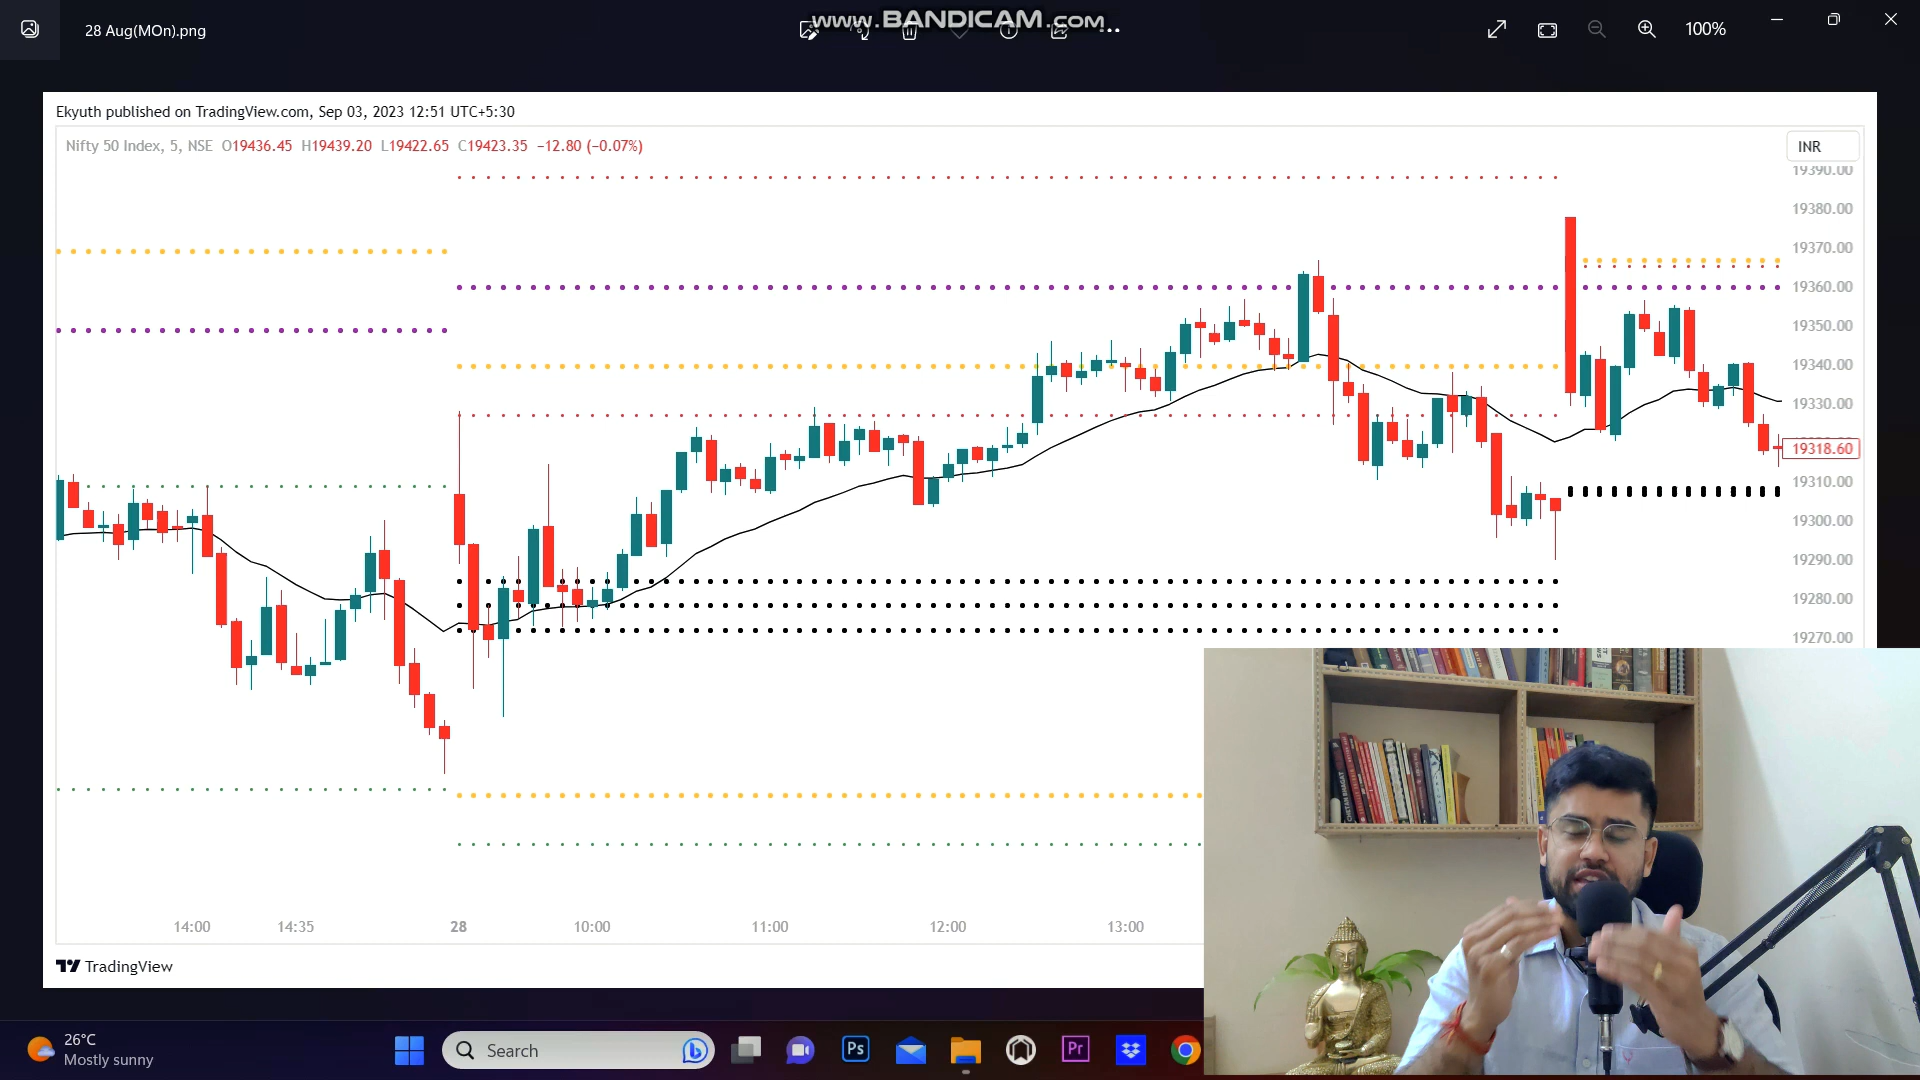 www.BANDICAM.com
28 Aug(MOn).png
100%
Ekyuth published on TradingView.com, Sep 03, 2023 12:51 UTC+5:30
Nifty 50 Index, 5, NSE O19436.45 H19439.20 L19422.65 C19423.35 −12.80 (−0.07%)
INR
19390.00
19380.00
19370.00
19360.00
19350.00
19340.00
19330.00
19318.60
19310.00
19300.00
19290.00
19280.00
19270.00
14:00 14:35 28 10:00 11:00 12:00 13:00
TradingView
26°C
Mostly sunny
Search
Ps
Pr